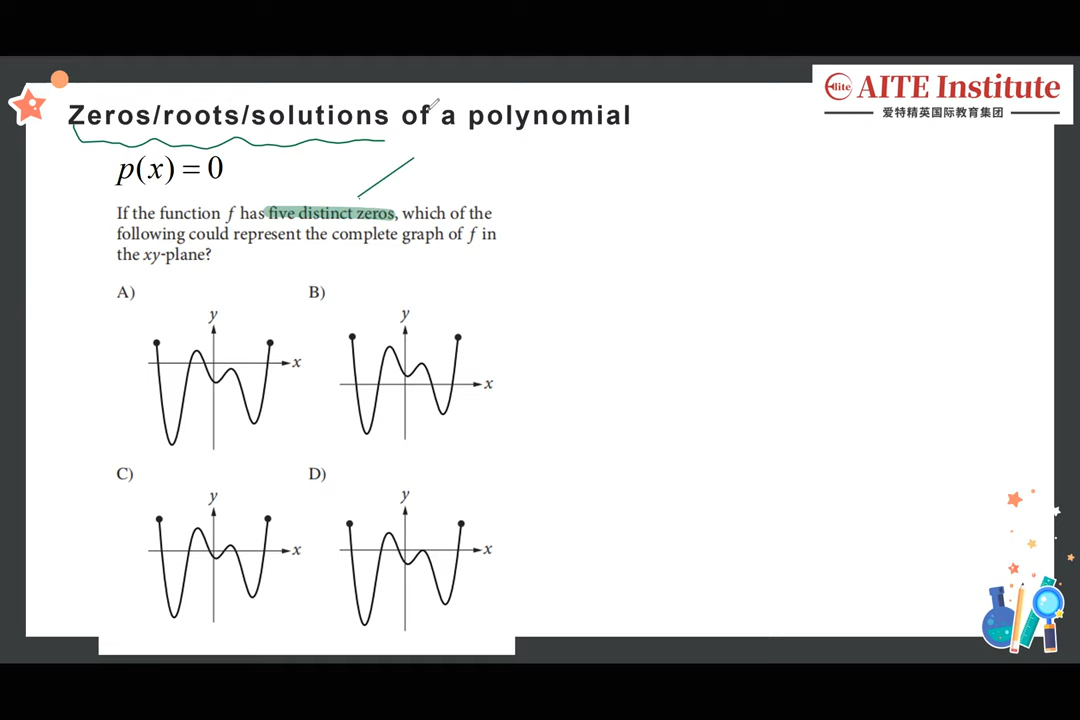 Elite AITE Institute
爱特精英国际教育集团
Zeros/roots/solutions of a polynomial
p(x) = 0
If the function f has five distinct zeros, which of the
following could represent the complete graph of f in
the xy-plane?
A) B)
y y
x x
C) D)
y y
x x